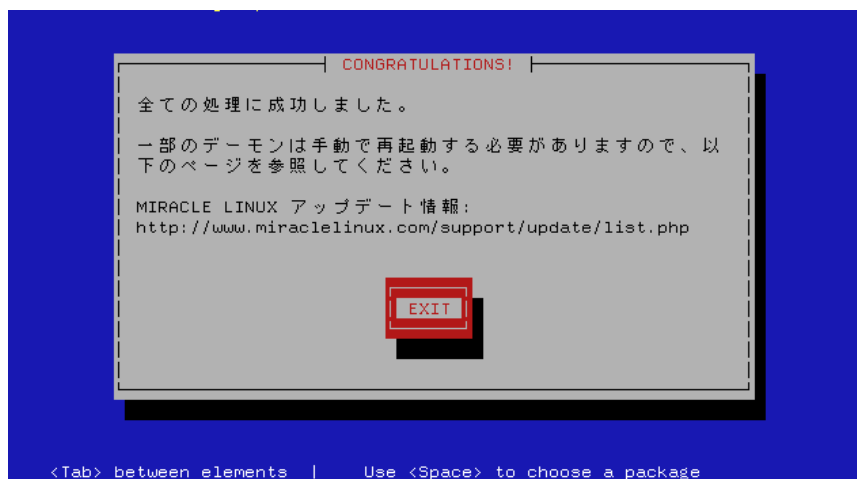 CONGRATULATIONS!
全ての処理に成功しました。
一部のデーモンは手動で再起動する必要がありますので、以
下のページを参照してください。
MIRACLE LINUX アップデート情報:
http://www.miraclelinux.com/support/update/list.php
EXIT
<Tab> between elements | Use <Space> to choose a package